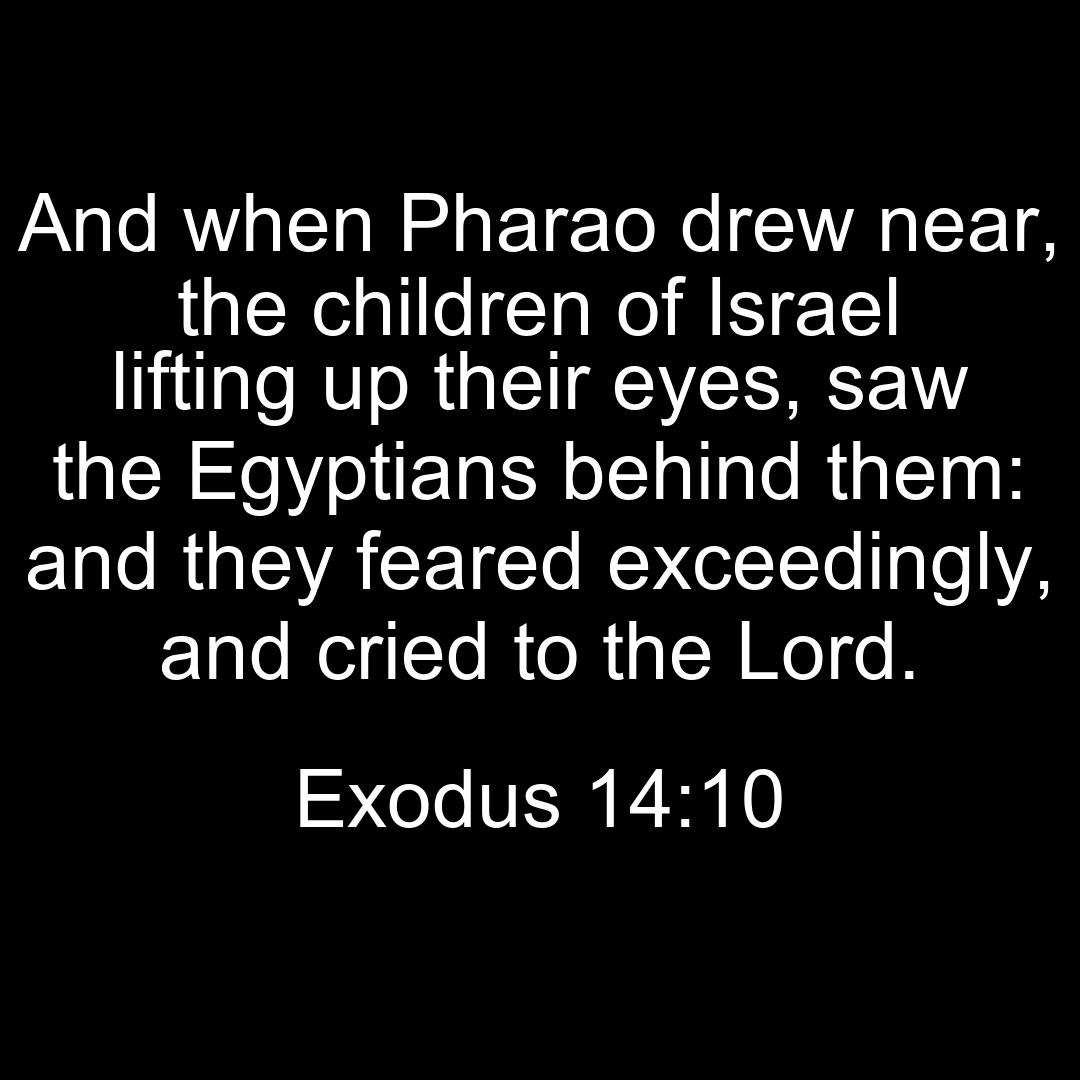 And when Pharao drew near,
the children of Israel
lifting up their eyes, saw
the Egyptians behind them:
and they feared exceedingly,
and cried to the Lord.
Exodus 14:10